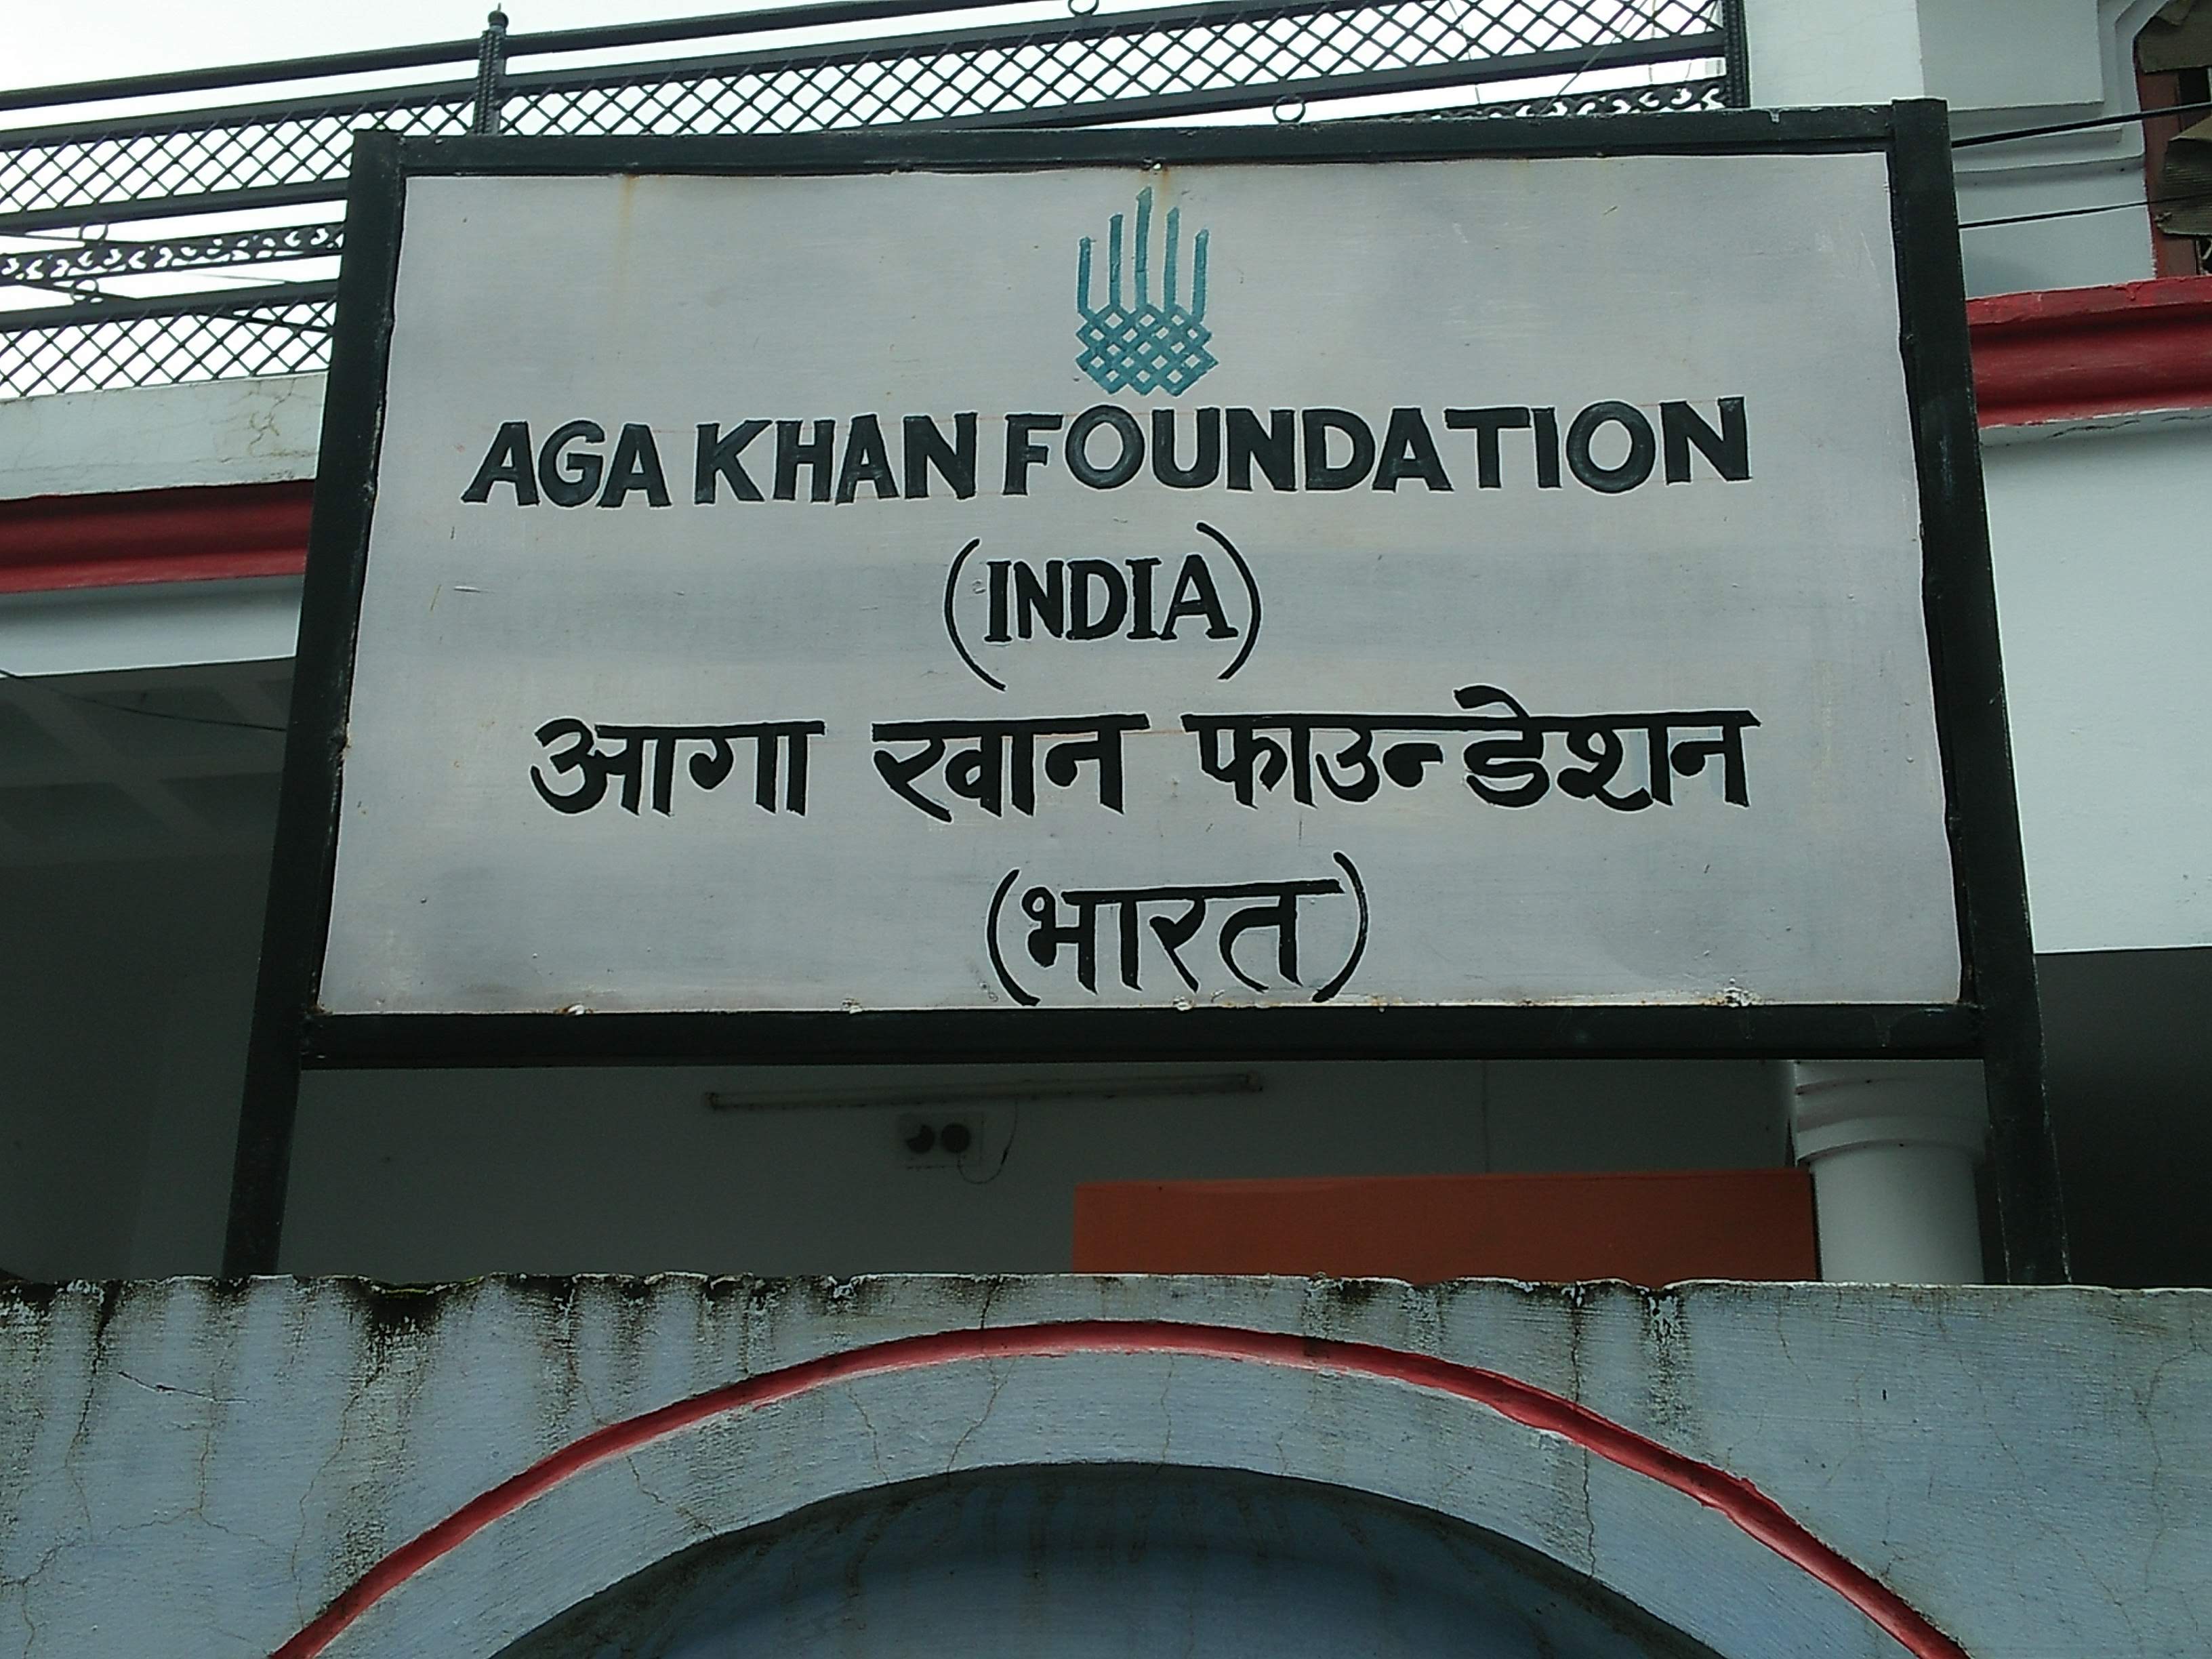 AGA KHAN FOUNDATION
(INDIA)
आगा खान फाउन्डेशन
(भारत)